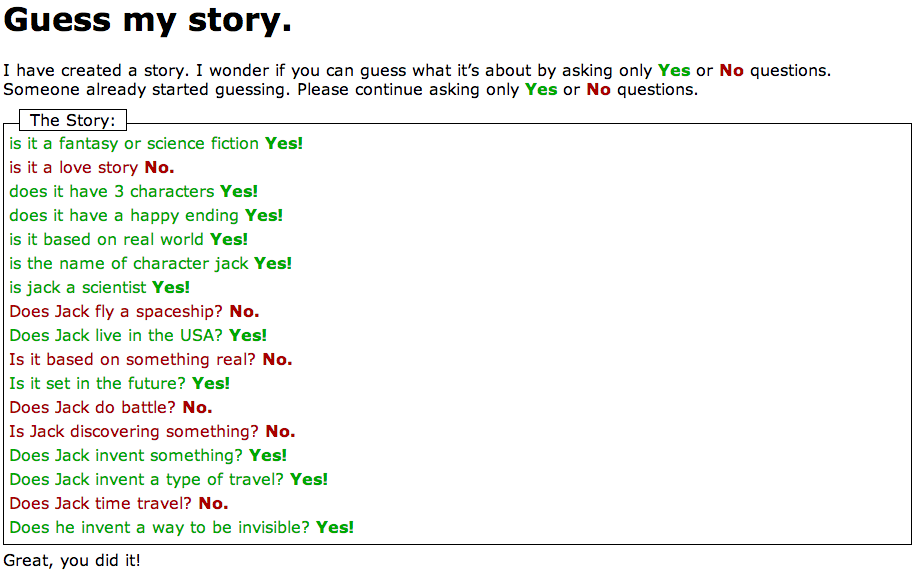 Guess my story.
I have created a story. I wonder if you can guess what it’s about by asking only Yes or No questions.
Someone already started guessing. Please continue asking only Yes or No questions.
The Story:
is it a fantasy or science fiction Yes!
is it a love story No.
does it have 3 characters Yes!
does it have a happy ending Yes!
is it based on real world Yes!
is the name of character jack Yes!
is jack a scientist Yes!
Does Jack fly a spaceship? No.
Does Jack live in the USA? Yes!
Is it based on something real? No.
Is it set in the future? Yes!
Does Jack do battle? No.
Is Jack discovering something? No.
Does Jack invent something? Yes!
Does Jack invent a type of travel? Yes!
Does Jack time travel? No.
Does he invent a way to be invisible? Yes!
Great, you did it!